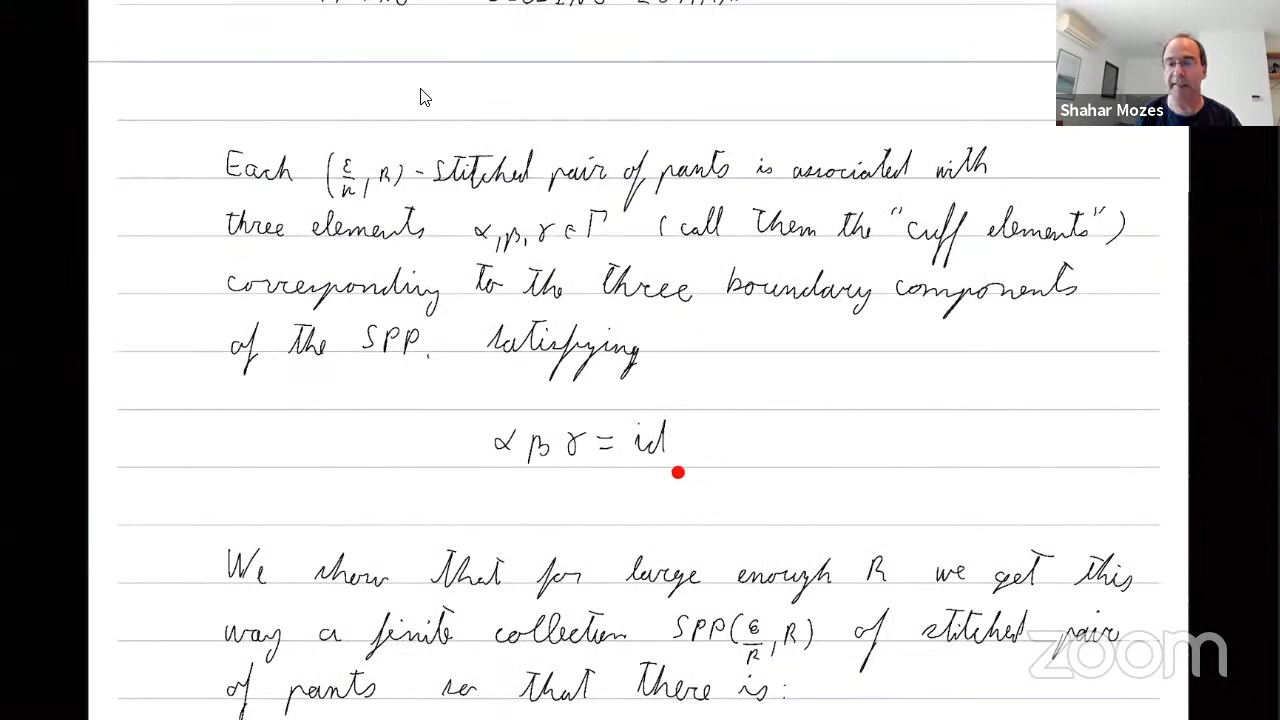 Shahar Mozes
Each (ε/R, R) - stitched pair of pants is associated with
three elements α, β, γ ∈ Γ (call them the "cuff elements")
corresponding to the three boundary components
of the SPP. satisfying
α β γ = id
We show that for large enough R we get this
way a finite collection SPP(ε/R, R) of stitched pair
of pants so that there is:
zoom